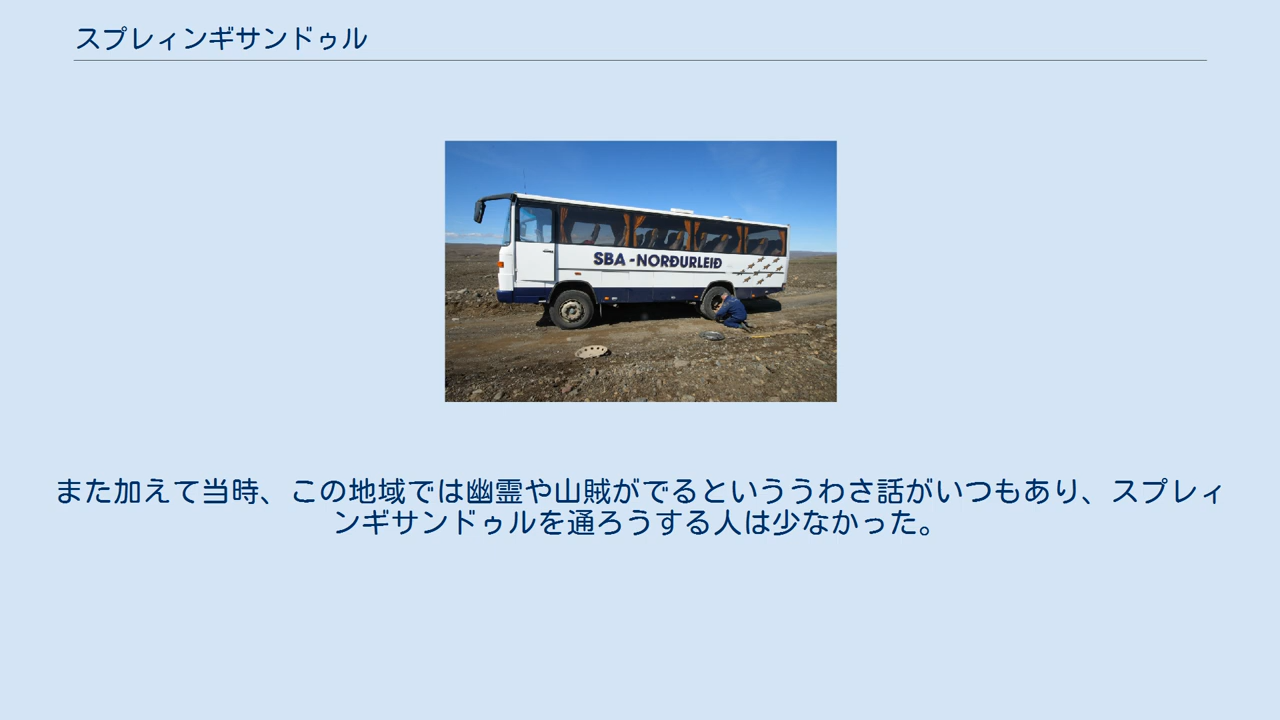 スプレィンギサンドゥル
SBA - NORÐURLEIÐ
また加えて当時、この地域では幽霊や山賊がでるといううわさ話がいつもあり、スプレィ
ンギサンドゥルを通ろうする人は少なかった。